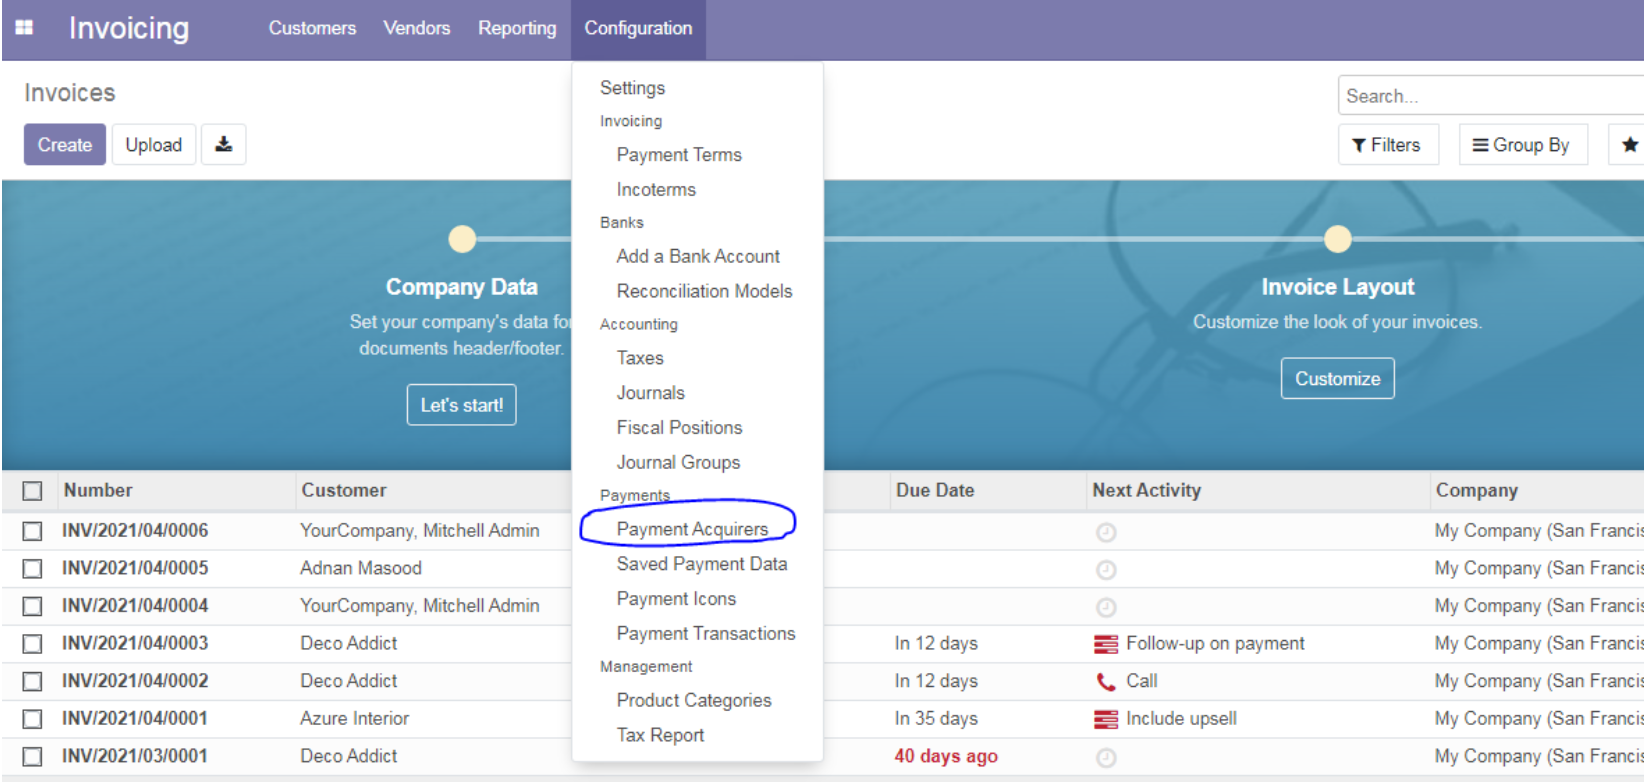 Invoicing Customers Vendors Reporting Configuration
Invoices
Search...
Create Upload
Filters Group By
Settings
Invoicing
Payment Terms
Incoterms
Banks
Add a Bank Account
Reconciliation Models
Accounting
Taxes
Journals
Fiscal Positions
Journal Groups
Payments
Payment Acquirers
Saved Payment Data
Payment Icons
Payment Transactions
Management
Product Categories
Tax Report
Company Data
Set your company's data for
documents header/footer.
Let's start!
Invoice Layout
Customize the look of your invoices.
Customize
Number Customer Due Date Next Activity Company
INV/2021/04/0006 YourCompany, Mitchell Admin My Company (San Francis
INV/2021/04/0005 Adnan Masood My Company (San Francis
INV/2021/04/0004 YourCompany, Mitchell Admin My Company (San Francis
INV/2021/04/0003 Deco Addict In 12 days Follow-up on payment My Company (San Francis
INV/2021/04/0002 Deco Addict In 12 days Call My Company (San Francis
INV/2021/04/0001 Azure Interior In 35 days Include upsell My Company (San Francis
INV/2021/03/0001 Deco Addict 40 days ago My Company (San Francis